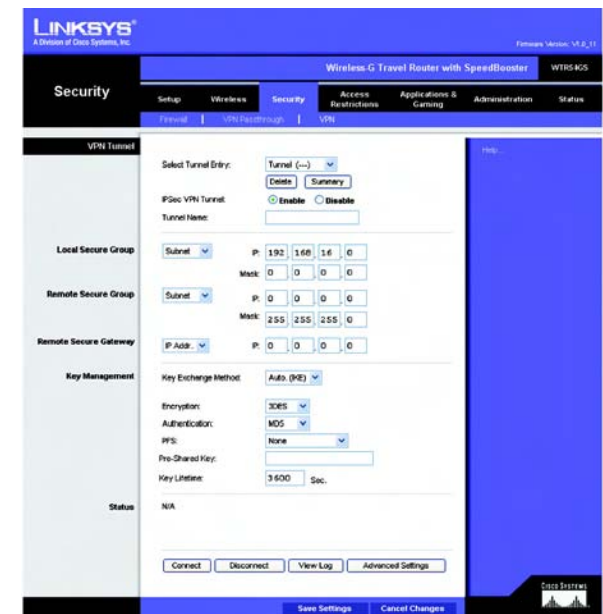 LINKSYS®
A Division of Cisco Systems, Inc.
Firmware Version: V1.0_11
Wireless-G Travel Router with SpeedBooster WTRS4GS
Security
Setup Wireless Security Access Restrictions Applications & Gaming Administration Status
Firewall | VPN Passthrough | VPN
VPN Tunnel
Help...
Select Tunnel Entry: Tunnel (---)
Delete Summary
IPSec VPN Tunnel: Enable Disable
Tunnel Name:
Local Secure Group Subnet IP: 192 . 168 . 16 . 0
Mask: 0 . 0 . 0 . 0
Remote Secure Group Subnet IP: 0 . 0 . 0 . 0
Mask: 255 . 255 . 255 . 0
Remote Secure Gateway IP Addr. IP: 0 . 0 . 0 . 0
Key Management Key Exchange Method: Auto. (IKE)
Encryption: 3DES
Authentication: MD5
PFS: None
Pre-Shared Key:
Key Lifetime: 3600 Sec.
Status N/A
Connect Disconnect View Log Advanced Settings
Save Settings Cancel Changes
CISCO SYSTEMS